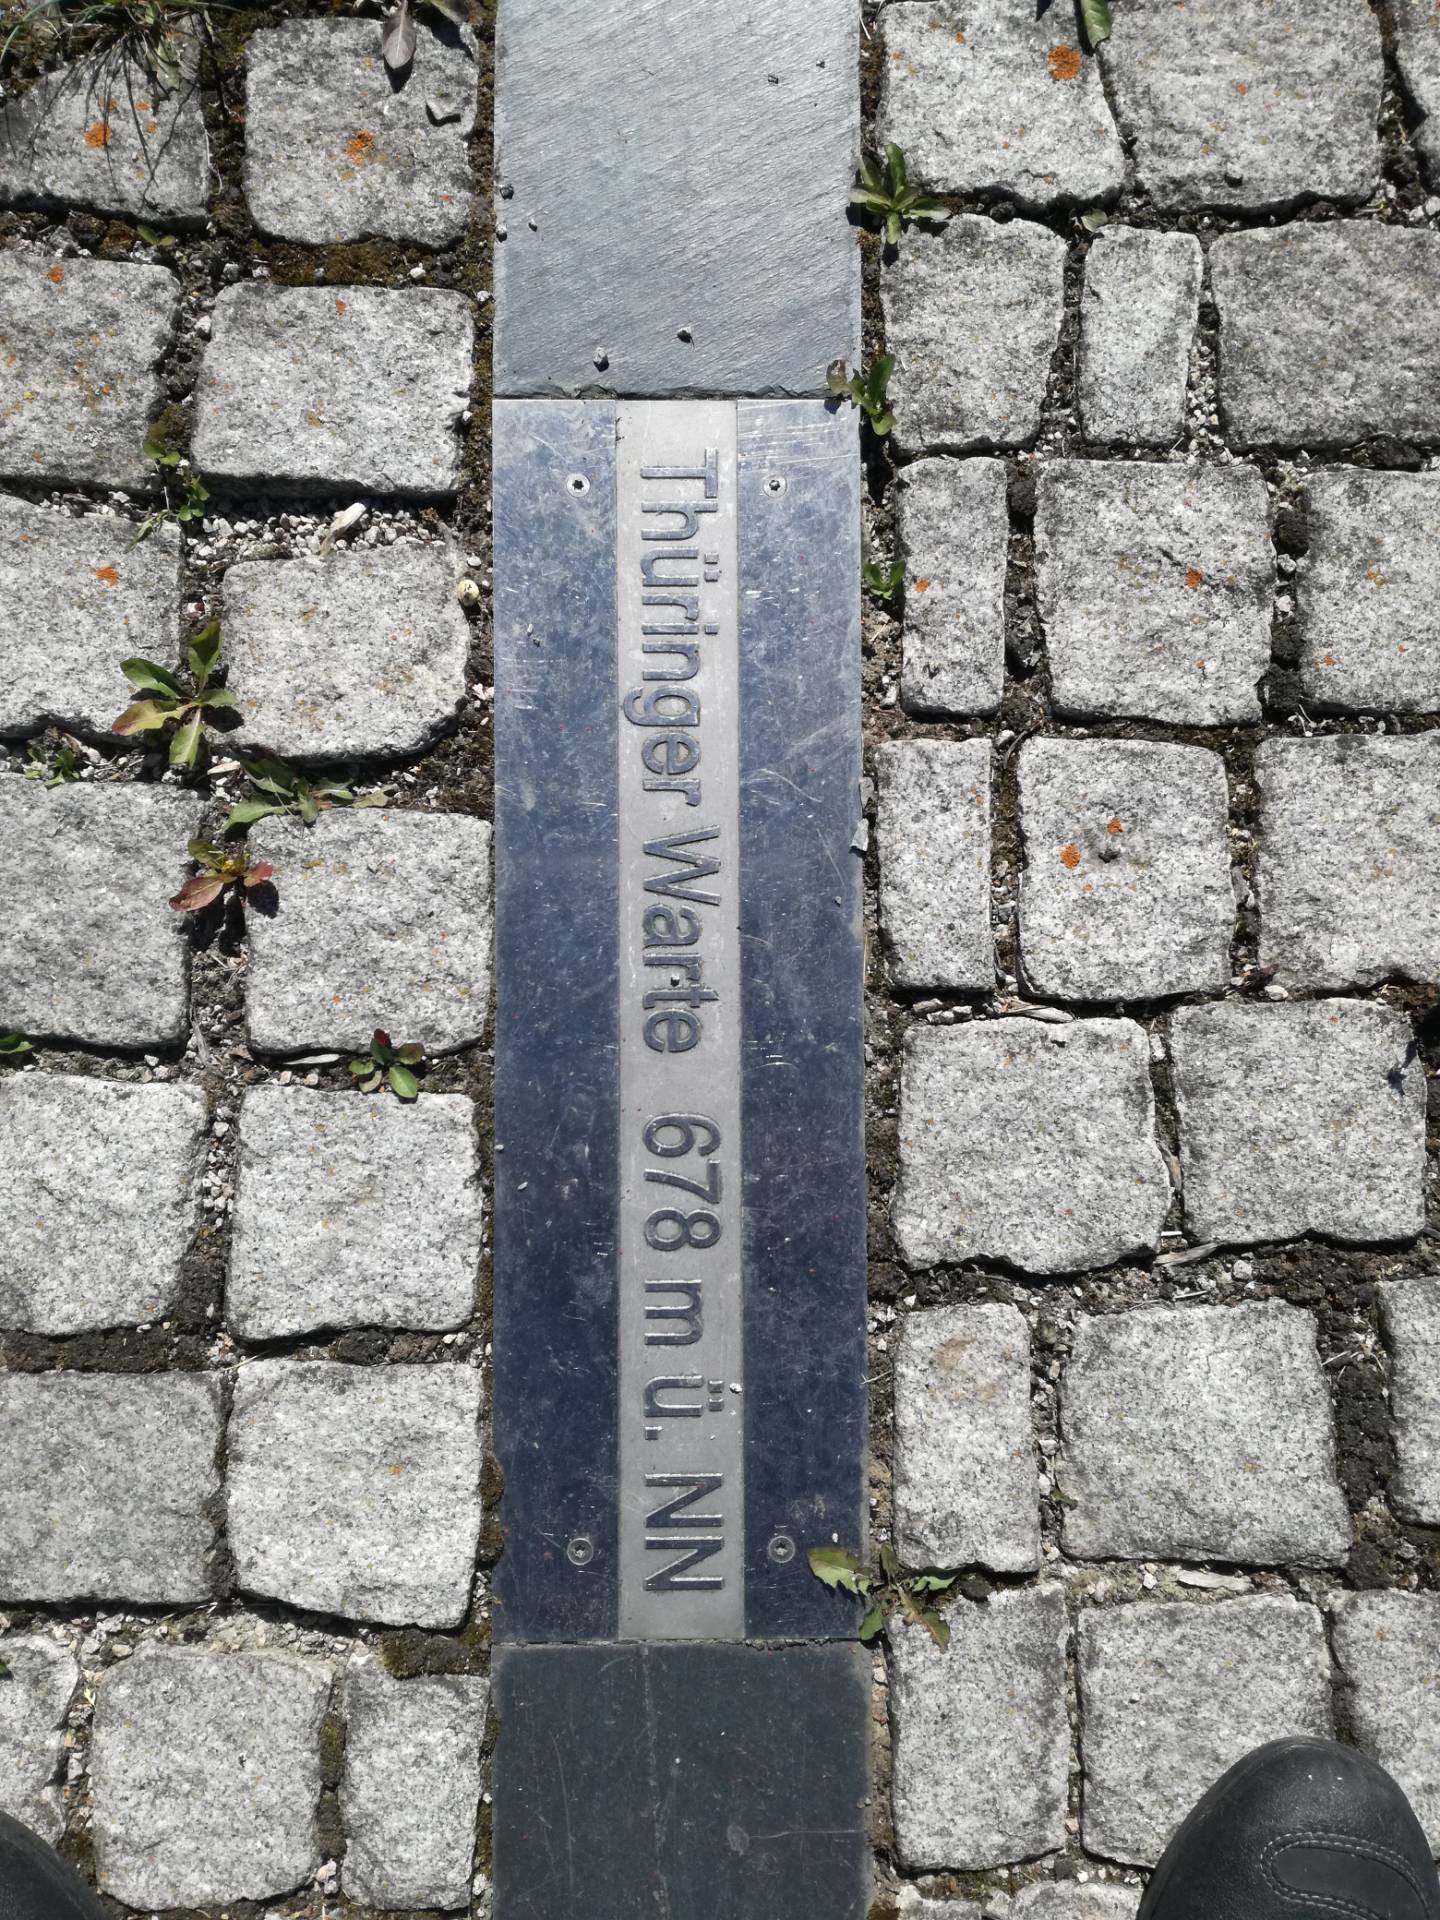 Thüringer Warte 678 m ü. NN